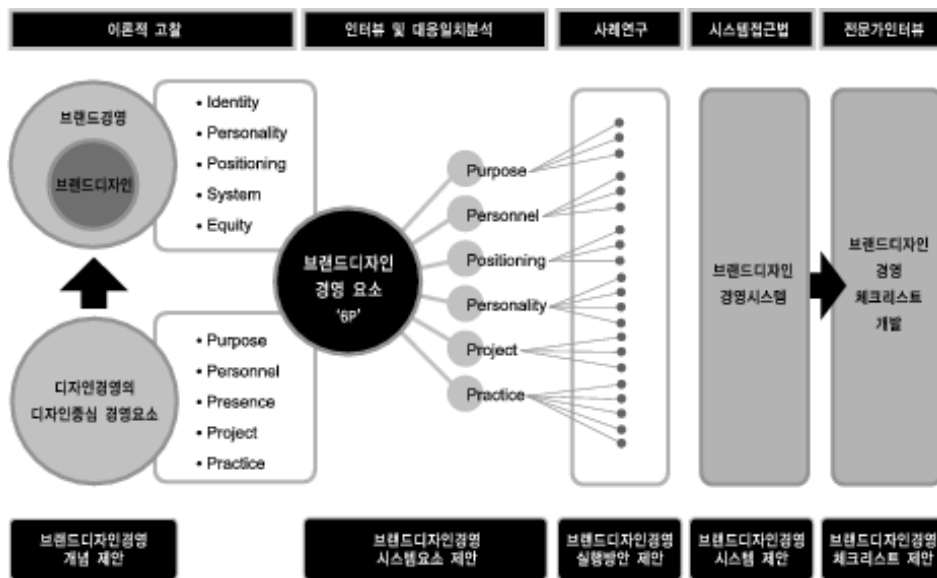 이론적 고찰
인터뷰 및 대응일치분석
사례연구
시스템접근법
전문가인터뷰
브랜드경영
브랜드디자인
• Identity
• Personality
• Positioning
• System
• Equity
디자인경영의
디자인중심 경영요소
• Purpose
• Personnel
• Presence
• Project
• Practice
브랜드디자인
경영 요소
'6P'
Purpose
Personnel
Positioning
Personality
Project
Practice
브랜드디자인
경영시스템
브랜드디자인
경영
체크리스트
개발
브랜드디자인경영
개념 제안
브랜드디자인경영
시스템요소 제안
브랜드디자인경영
실행방안 제안
브랜드디자인경영
시스템 제안
브랜드디자인경영
체크리스트 제안